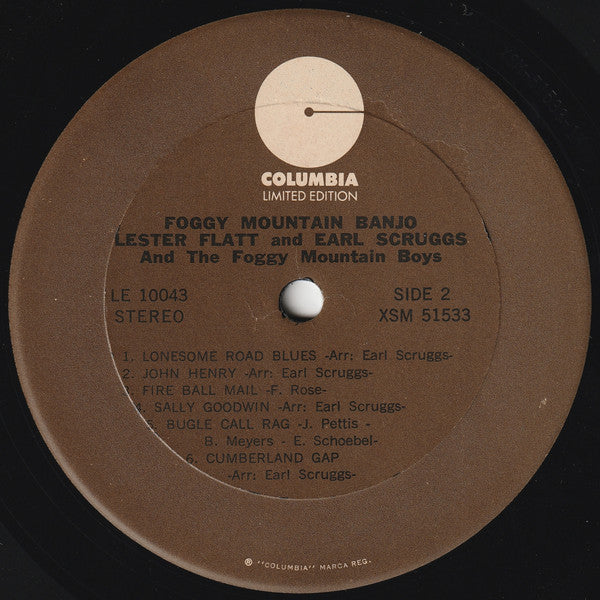 COLUMBIA
LIMITED EDITION
FOGGY MOUNTAIN BANJO
LESTER FLATT and EARL SCRUGGS
And The Foggy Mountain Boys
LE 10043 SIDE 2
STEREO XSM 51533
1. LONESOME ROAD BLUES -Arr: Earl Scruggs-
2. JOHN HENRY -Arr: Earl Scruggs-
3. FIRE BALL MAIL -F. Rose-
4. SALLY GOODWIN -Arr: Earl Scruggs-
5. BUGLE CALL RAG -J. Pettis -
B. Meyers - E. Schoebel-
6. CUMBERLAND GAP
-Arr: Earl Scruggs-
® "COLUMBIA" MARCA REG.